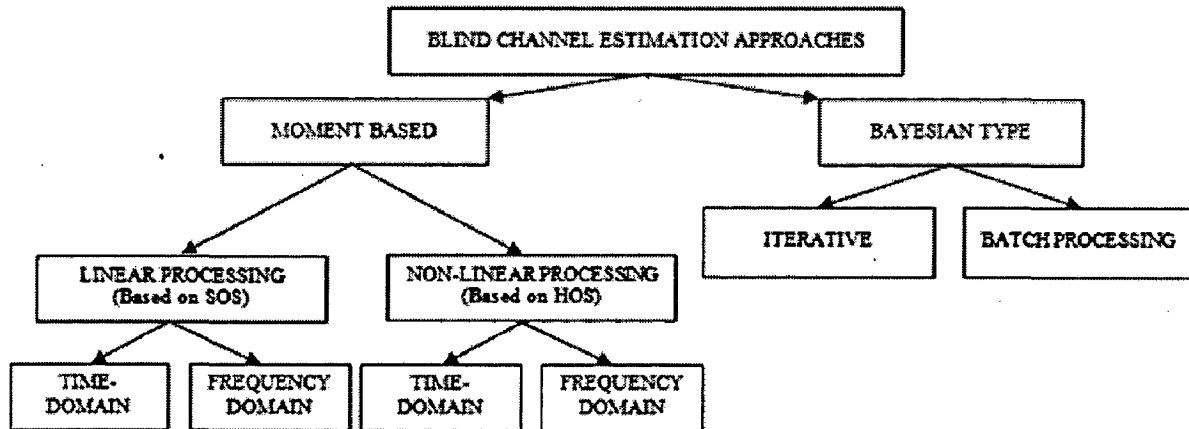 BLIND CHANNEL ESTIMATION APPROACHES
MOMENT BASED
BAYESIAN TYPE
ITERATIVE
BATCH PROCESSING
LINEAR PROCESSING
(Based on SOS)
NON-LINEAR PROCESSING
(Based on HOS)
TIME-
DOMAIN
FREQUENCY
DOMAIN
TIME-
DOMAIN
FREQUENCY
DOMAIN